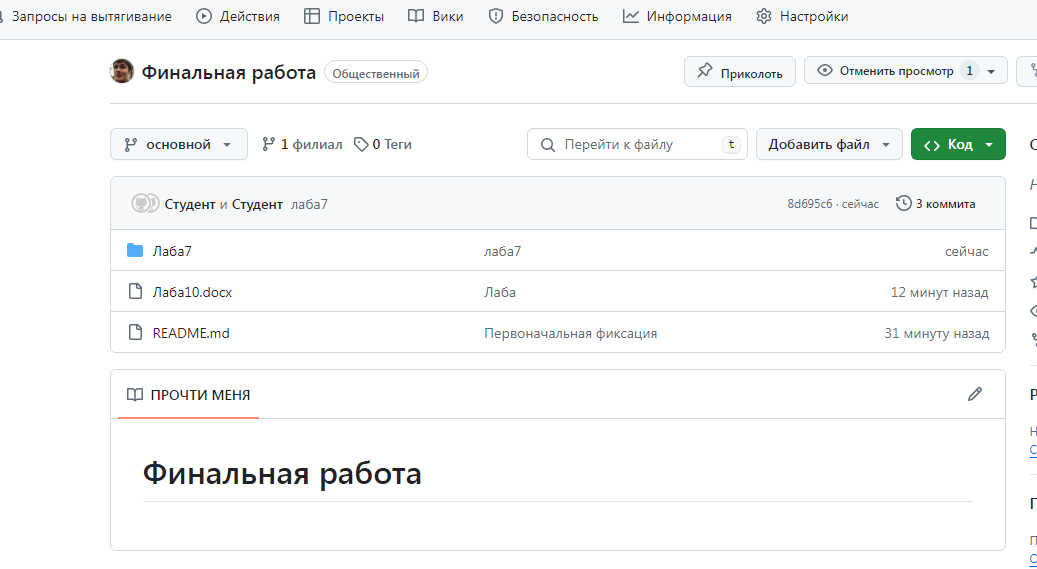 Запросы на вытягивание Действия Проекты Вики Безопасность Информация Настройки
Финальная работа Общественный Приколоть Отменить просмотр 1
основной 1 филиал 0 Теги Перейти к файлу t Добавить файл Код
Студент и Студент лаба7 8d695c6 · сейчас 3 коммита
Лаба7 лаба7 сейчас
Лаба10.docx Лаба 12 минут назад
README.md Первоначальная фиксация 31 минуту назад
ПРОЧТИ МЕНЯ
Финальная работа